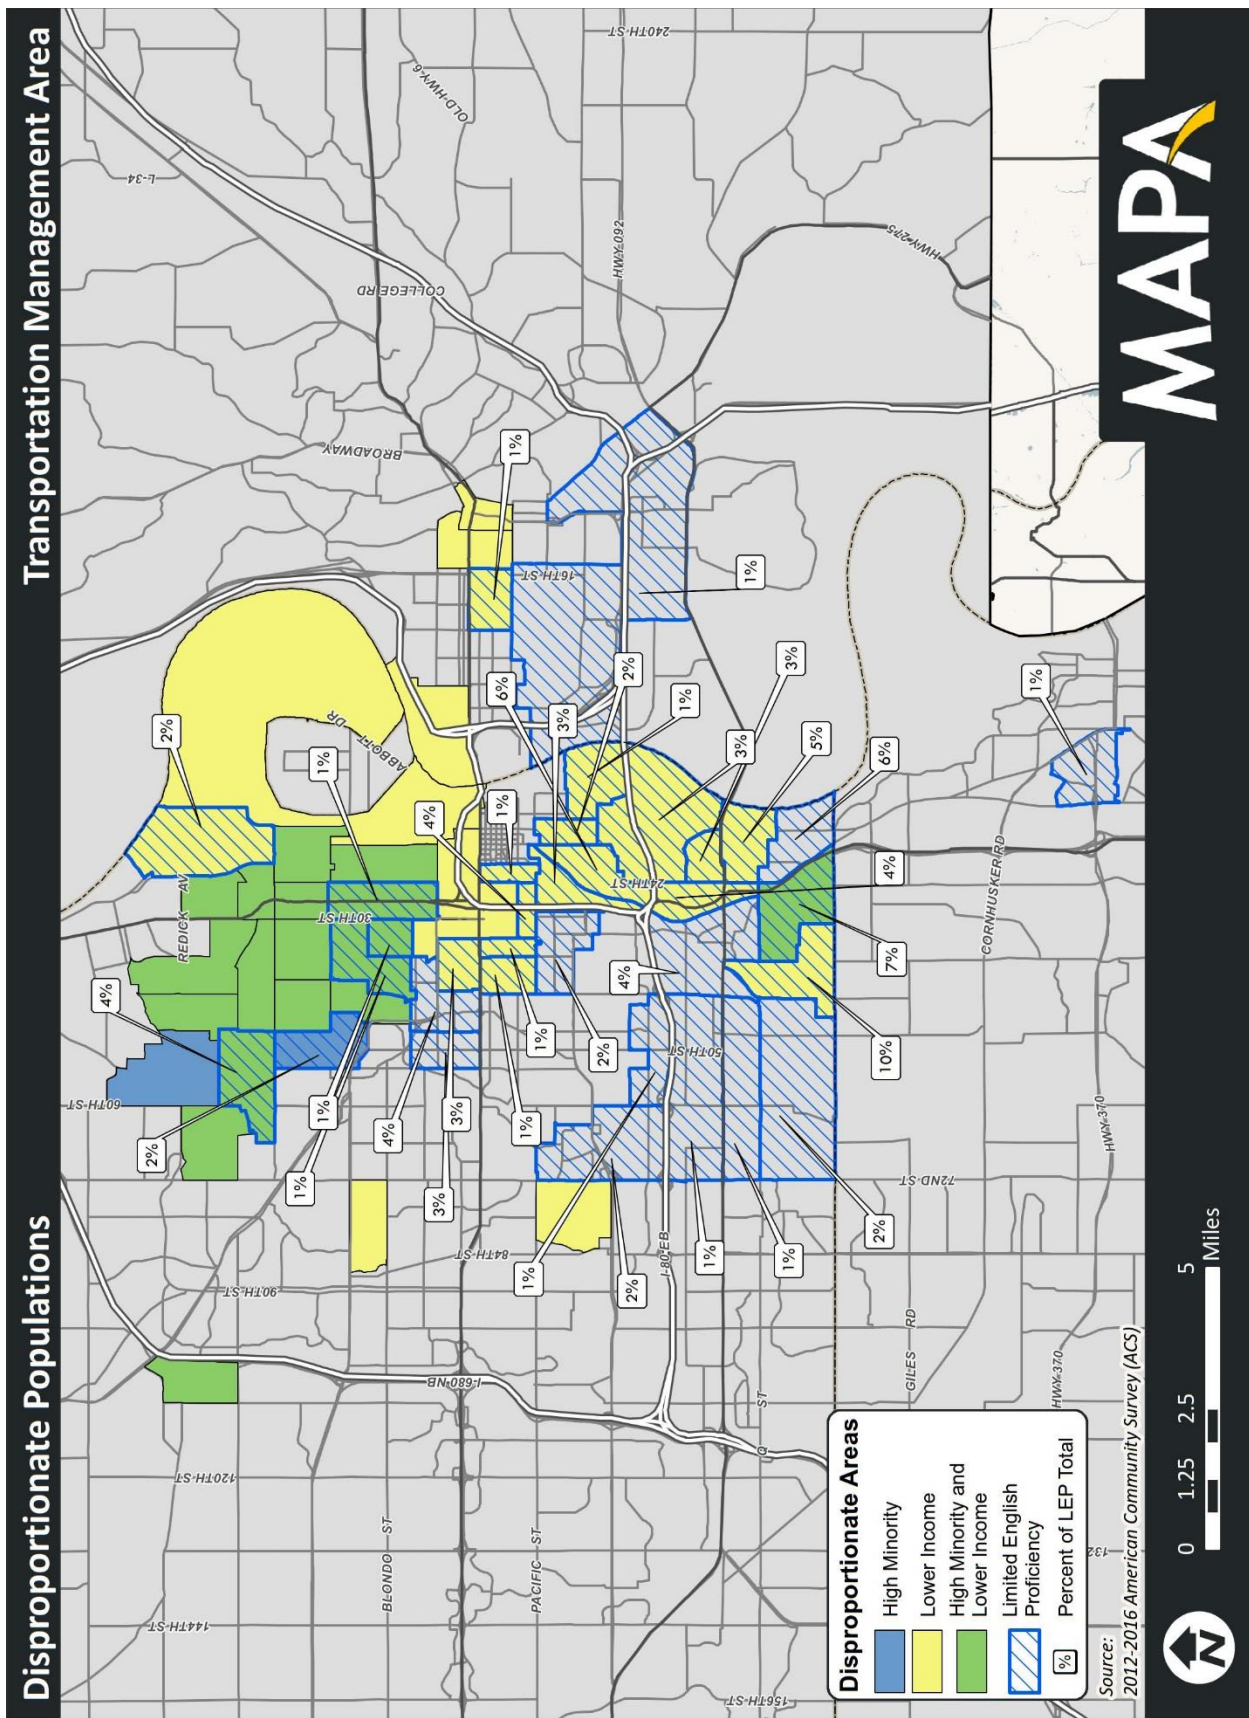 Disproportionate Populations
Transportation Management Area
L-34
OLD-HWY-6
240TH ST
REDICK AV
60TH ST
30TH ST
ABBOTT DR
BROADWAY
COLLEGE RD
HWY-092
HWY-275
120TH ST
144TH ST
156TH ST
90TH ST
84TH ST
72ND ST
50TH ST
24TH ST
16TH ST
I-680 NB
I-80 EB
BLONDO ST
PACIFIC ST
Q ST
GILES RD
CORNHUSKER RD
HWY-370
HWY-370
132
2%
1%
4%
2%
1%
1%
4%
3%
3%
1%
1%
2%
4%
1%
6%
3%
2%
1%
3%
3%
5%
6%
4%
7%
10%
4%
1%
2%
1%
1%
2%
1%
1%
1%
Disproportionate Areas
High Minority
Lower Income
High Minority and
Lower Income
Limited English
Proficiency
% Percent of LEP Total
Source:
2012-2016 American Community Survey (ACS)
N
0 1.25 2.5 5
Miles
MAPA